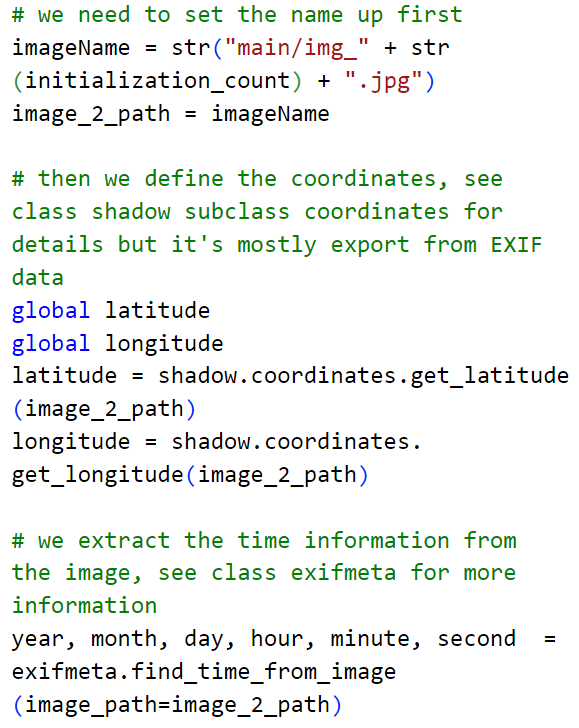 # we need to set the name up first
imageName = str("main/img_" + str
(initialization_count) + ".jpg")
image_2_path = imageName
# then we define the coordinates, see
class shadow subclass coordinates for
details but it's mostly export from EXIF
data
global latitude
global longitude
latitude = shadow.coordinates.get_latitude
(image_2_path)
longitude = shadow.coordinates.
get_longitude(image_2_path)
# we extract the time information from
the image, see class exifmeta for more
information
year, month, day, hour, minute, second  =
exifmeta.find_time_from_image
(image_path=image_2_path)